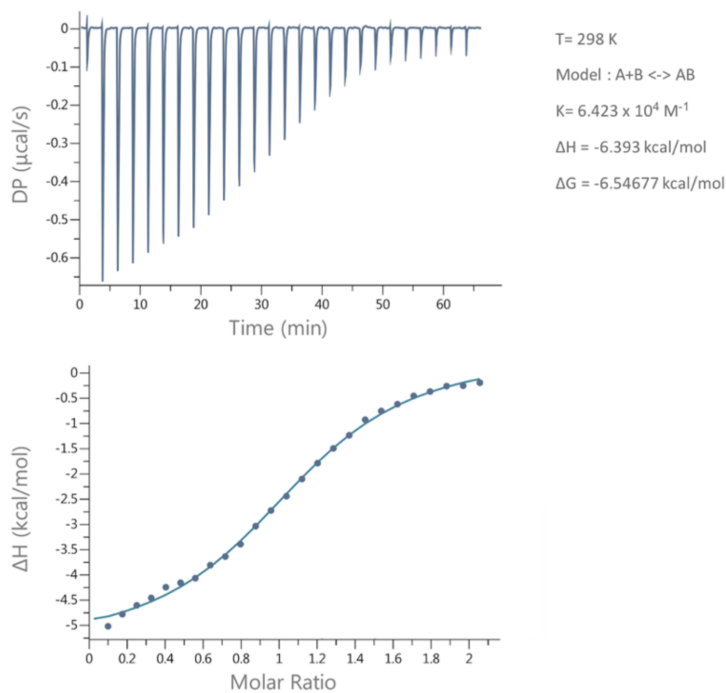 0
-0.1
-0.2
-0.3
-0.4
-0.5
-0.6
DP (μcal/s)
0 10 20 30 40 50 60
Time (min)
T= 298 K
Model : A+B <-> AB
K= 6.423 x 10⁴ M⁻¹
ΔH = -6.393 kcal/mol
ΔG = -6.54677 kcal/mol
0
-0.5
-1
-1.5
-2
-2.5
-3
-3.5
-4
-4.5
-5
ΔH (kcal/mol)
0 0.2 0.4 0.6 0.8 1 1.2 1.4 1.6 1.8 2
Molar Ratio